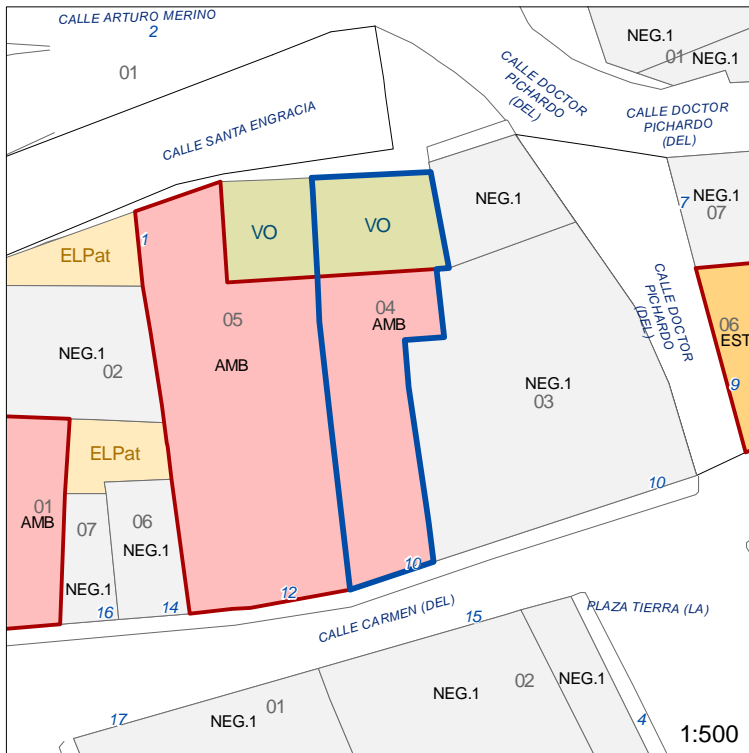 CALLE ARTURO MERINO
2
01
NEG.1
01
NEG.1
CALLE DOCTOR
PICHARDO
(DEL)
CALLE DOCTOR
PICHARDO
(DEL)
CALLE SANTA ENGRACIA
NEG.1
NEG.1
7
07
1
VO
VO
ELPat
CALLE DOCTOR
PICHARDO
(DEL)
05
04
AMB
06
EST
NEG.1
02
AMB
NEG.1
03
9
ELPat
01
AMB
07
06
NEG.1
NEG.1
10
10
16
14
12
CALLE CARMEN (DEL)
15
PLAZA TIERRA (LA)
NEG.1
02
NEG.1
17
01
NEG.1
4
1:500